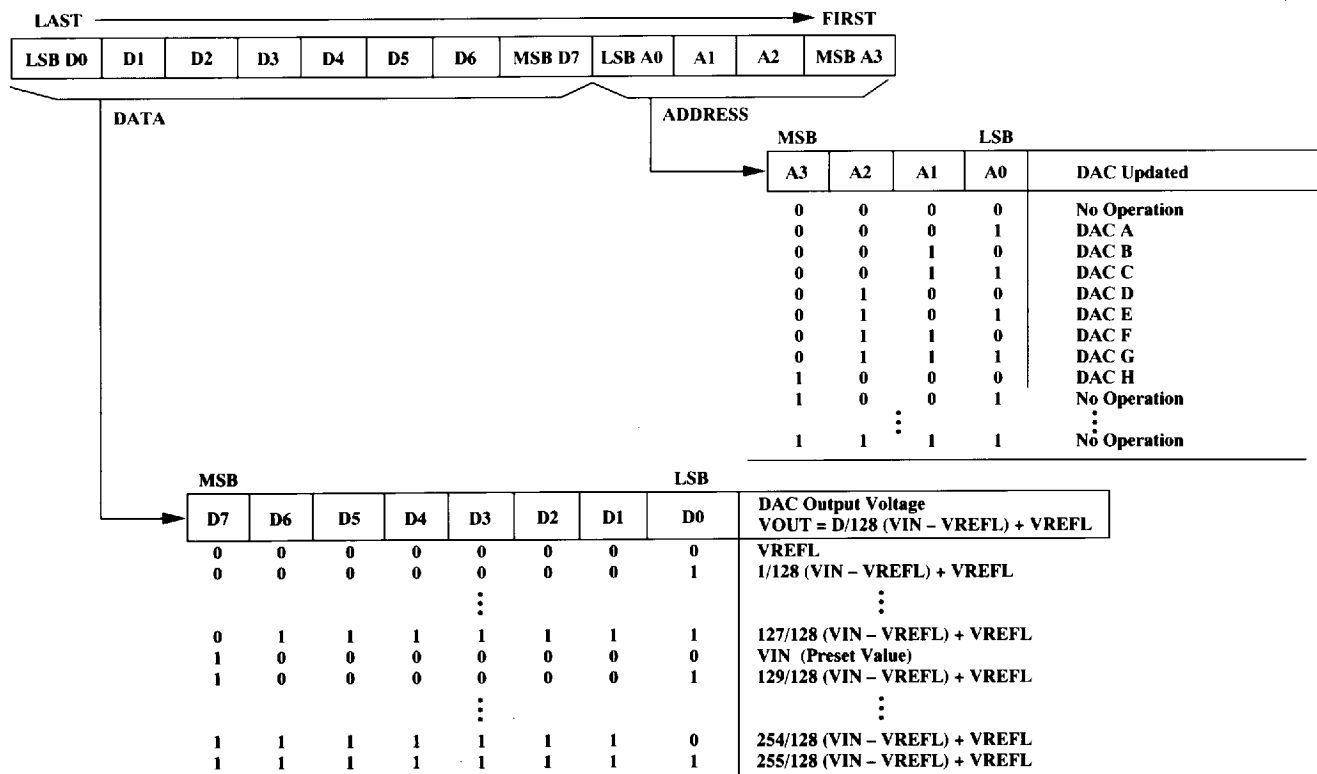 LAST FIRST
LSB D0 D1 D2 D3 D4 D5 D6 MSB D7 LSB A0 A1 A2 MSB A3
DATA ADDRESS
MSB LSB
A3 A2 A1 A0 DAC Updated
0 0 0 0 No Operation
0 0 0 1 DAC A
0 0 1 0 DAC B
0 0 1 1 DAC C
0 1 0 0 DAC D
0 1 0 1 DAC E
0 1 1 0 DAC F
0 1 1 1 DAC G
1 0 0 0 DAC H
1 0 0 1 No Operation
1 1 1 1 No Operation
MSB LSB
D7 D6 D5 D4 D3 D2 D1 D0 DAC Output Voltage
VOUT = D/128 (VIN – VREFL) + VREFL
0 0 0 0 0 0 0 0 VREFL
0 0 0 0 0 0 0 1 1/128 (VIN – VREFL) + VREFL
0 1 1 1 1 1 1 1 127/128 (VIN – VREFL) + VREFL
1 0 0 0 0 0 0 0 VIN (Preset Value)
1 0 0 0 0 0 0 1 129/128 (VIN – VREFL) + VREFL
1 1 1 1 1 1 1 0 254/128 (VIN – VREFL) + VREFL
1 1 1 1 1 1 1 1 255/128 (VIN – VREFL) + VREFL